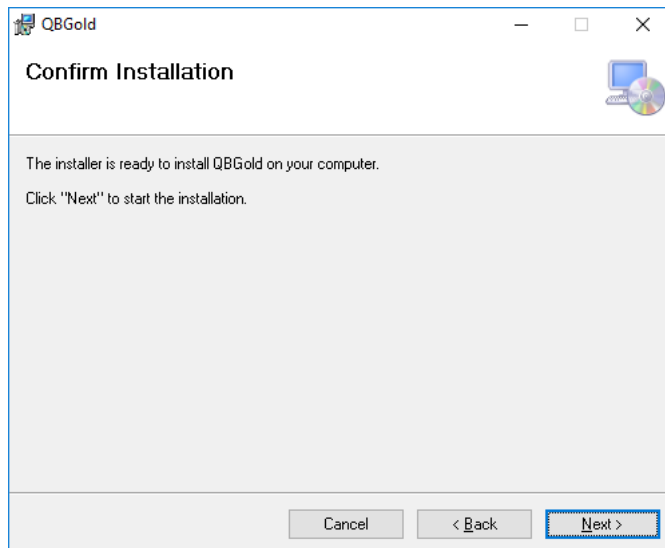 QBGold
Confirm Installation
The installer is ready to install QBGold on your computer.
Click "Next" to start the installation.
Cancel
< Back
Next >